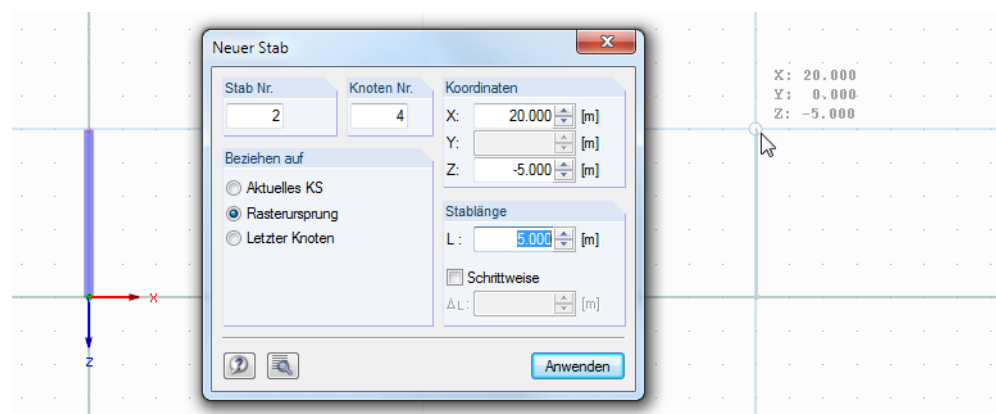 Neuer Stab
Stab Nr.
2
Knoten Nr.
4
Beziehen auf
Aktuelles KS
Rasterursprung
Letzter Knoten
Koordinaten
X: 20.000 [m]
Y: [m]
Z: -5.000 [m]
Stablänge
L : 5.000 [m]
Schrittweise
ΔL: [m]
Anwenden
X: 20.000
Y: 0.000
Z: -5.000
X
Z